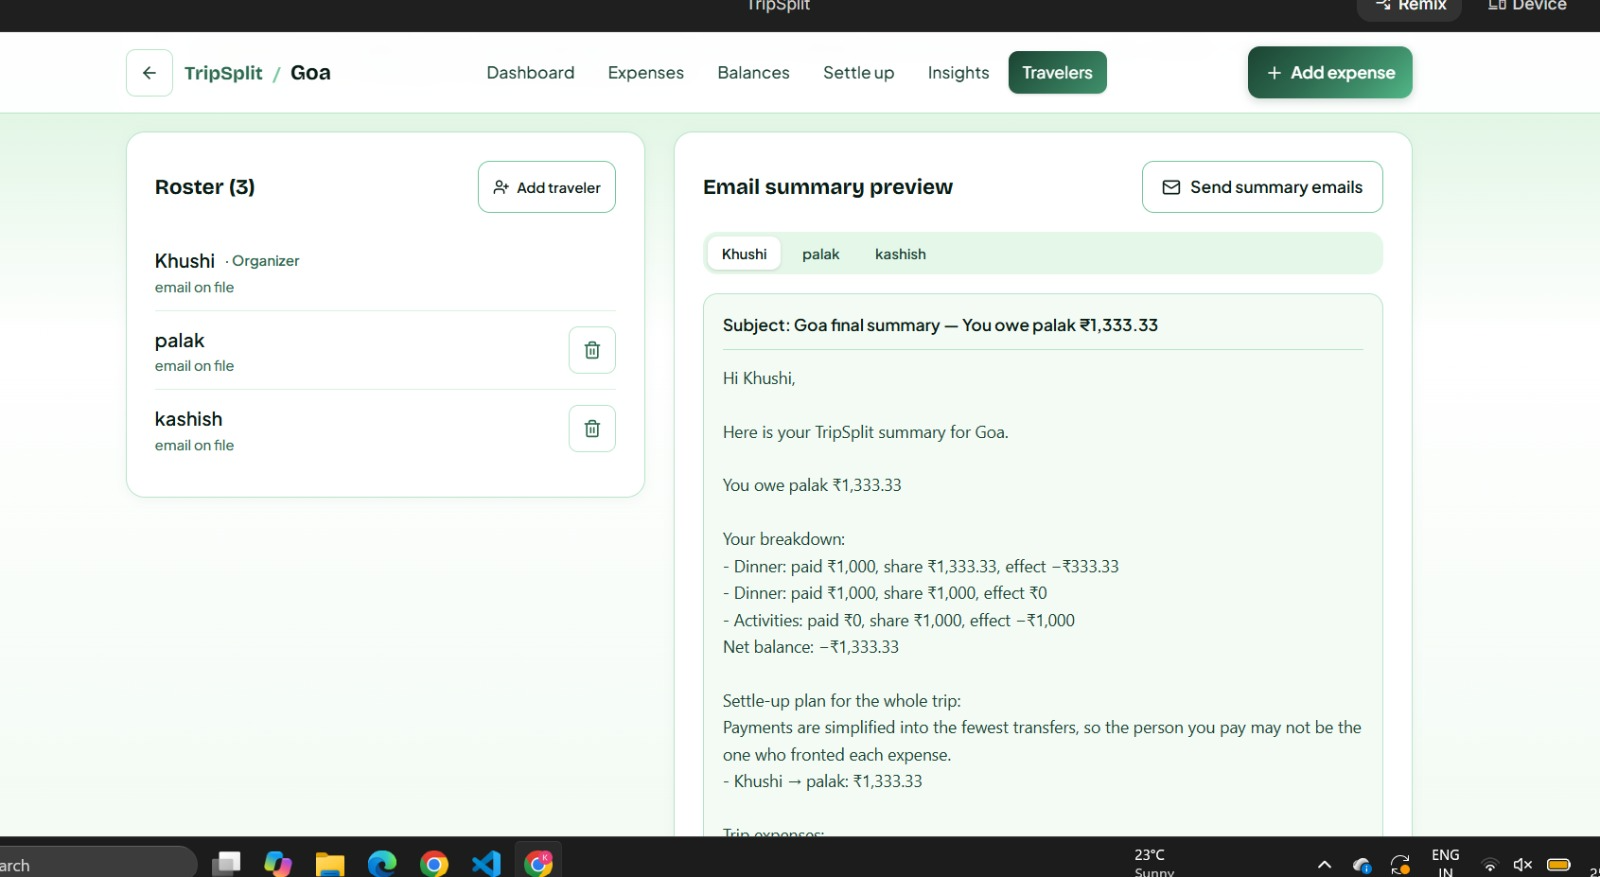 TripSplit
Remix
Device
TripSplit / Goa
Dashboard
Expenses
Balances
Settle up
Insights
Travelers
+ Add expense
Roster (3)
Add traveler
Khushi · Organizer
email on file
palak
email on file
kashish
email on file
Email summary preview
Send summary emails
Khushi
palak
kashish
Subject: Goa final summary — You owe palak ₹1,333.33
Hi Khushi,
Here is your TripSplit summary for Goa.
You owe palak ₹1,333.33
Your breakdown:
- Dinner: paid ₹1,000, share ₹1,333.33, effect −₹333.33
- Dinner: paid ₹1,000, share ₹1,000, effect ₹0
- Activities: paid ₹0, share ₹1,000, effect −₹1,000
Net balance: −₹1,333.33
Settle-up plan for the whole trip:
Payments are simplified into the fewest transfers, so the person you pay may not be the
one who fronted each expense.
- Khushi → palak: ₹1,333.33
Trip expenses:
arch
23°C
Sunny
ENG
IN